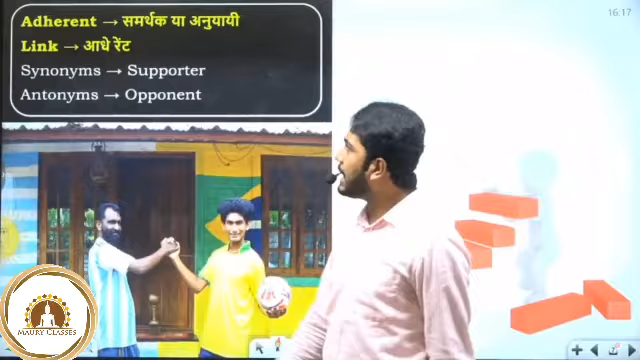 16:17
Adherent → समर्थक या अनुयायी
Link → आधे रेंट
Synonyms → Supporter
Antonyms → Opponent
MAURY CLASSES